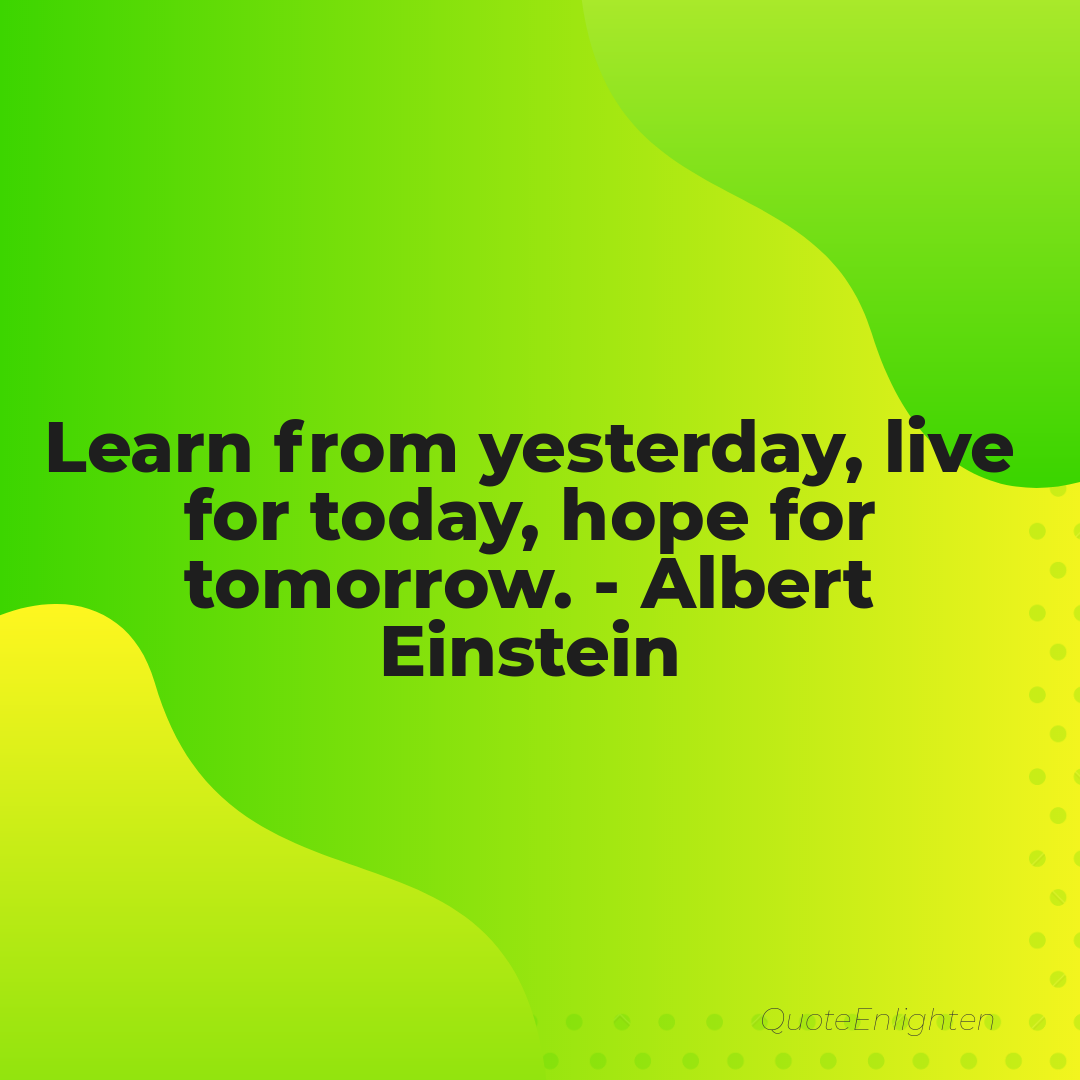 Learn from yesterday, live
for today, hope for
tomorrow. - Albert
Einstein
QuoteEnlighten